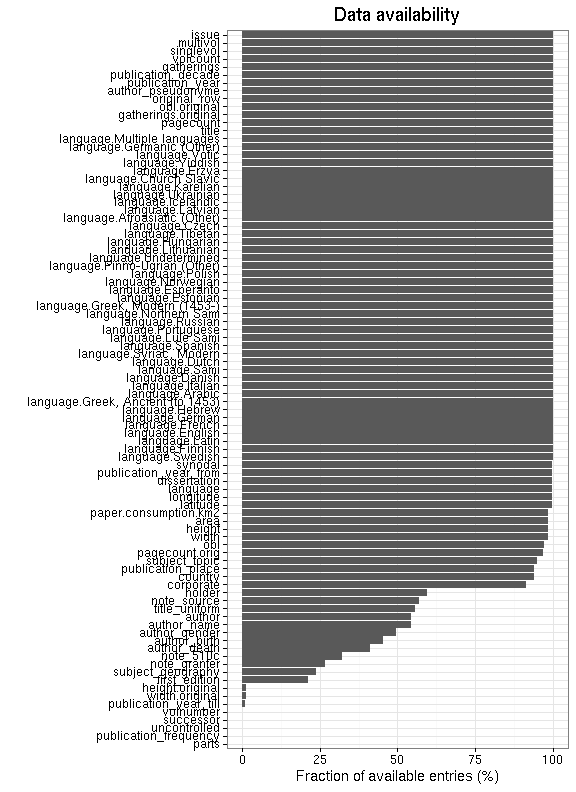 Data availability
issue
multivol
singlevol
volcount
gatherings
publication_decade
publication_year
author_pseudonyme
original_row
obl.original
gatherings.original
pagecount
title
language.Multiple languages
language.Germanic (Other)
language.Votic
language.Yiddish
language.Erzya
language.Church Slavic
language.Karelian
language.Ukrainian
language.Icelandic
language.Latvian
language.Afroasiatic (Other)
language.Czech
language.Tibetan
language.Hungarian
language.Lithuanian
language.Undetermined
language.Finno-Ugrian (Other)
language.Polish
language.Norwegian
language.Esperanto
language.Estonian
language.Greek, Modern (1453-)
language.Northern Sami
language.Russian
language.Portuguese
language.Lule Sami
language.Spanish
language.Syriac, Modern
language.Dutch
language.Sami
language.Danish
language.Italian
language.Arabic
language.Greek, Ancient (to 1453)
language.Hebrew
language.German
language.French
language.English
language.Latin
language.Finnish
language.Swedish
synodal
publication_year_from
dissertation
language
longitude
latitude
paper.consumption.km2
area
height
width
obl
pagecount.orig
subject_topic
publication_place
country
corporate
holder
note_source
title_uniform
author
author_name
author_gender
author_birth
author_death
note_510c
note_granter
subject_geography
first_edition
height.original
width.original
publication_year_till
volnumber
successor
uncontrolled
publication_frequency
parts
0 25 50 75 100
Fraction of available entries (%)